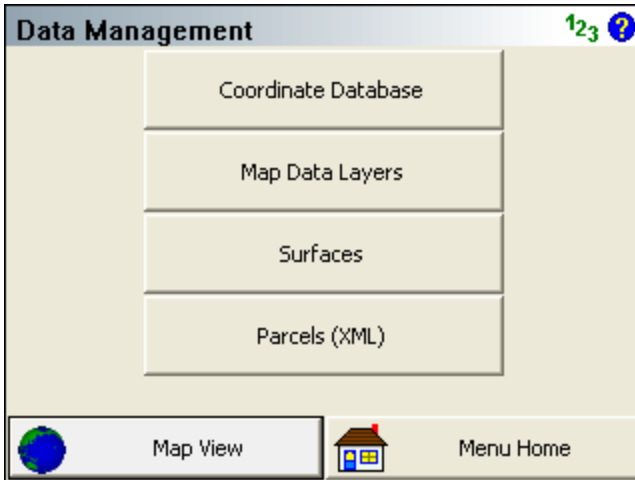 Data Management 123 ?
Coordinate Database
Map Data Layers
Surfaces
Parcels (XML)
Map View Menu Home